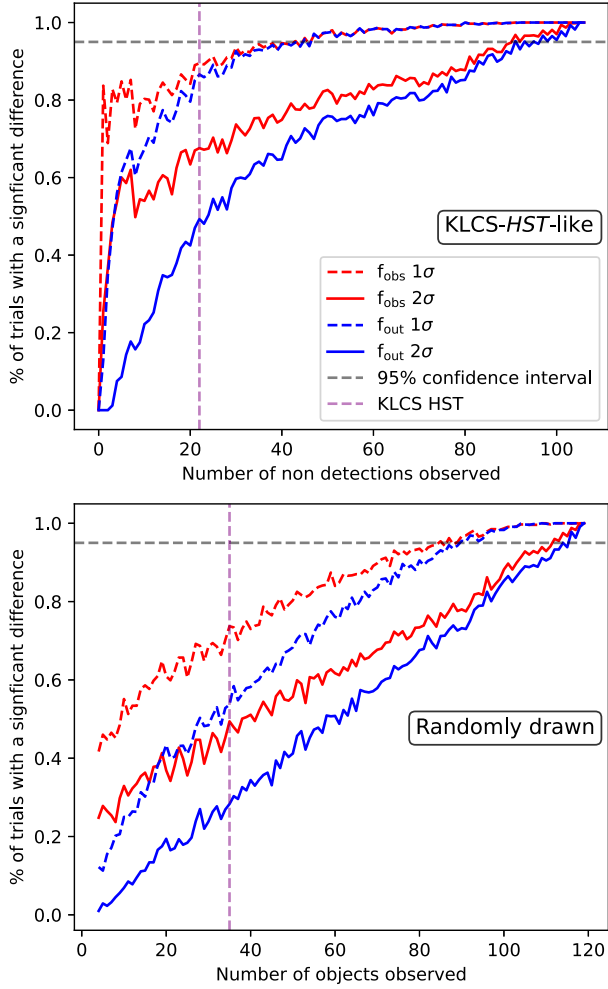 1.0
0.8
0.6
0.4
0.2
0.0
% of trials with a signficant difference
KLCS-HST-like
f_obs 1σ
f_obs 2σ
f_out 1σ
f_out 2σ
95% confidence interval
KLCS HST
0 20 40 60 80 100
Number of non detections observed
1.0
0.8
0.6
0.4
0.2
0.0
% of trials with a signficant difference
Randomly drawn
0 20 40 60 80 100 120
Number of objects observed